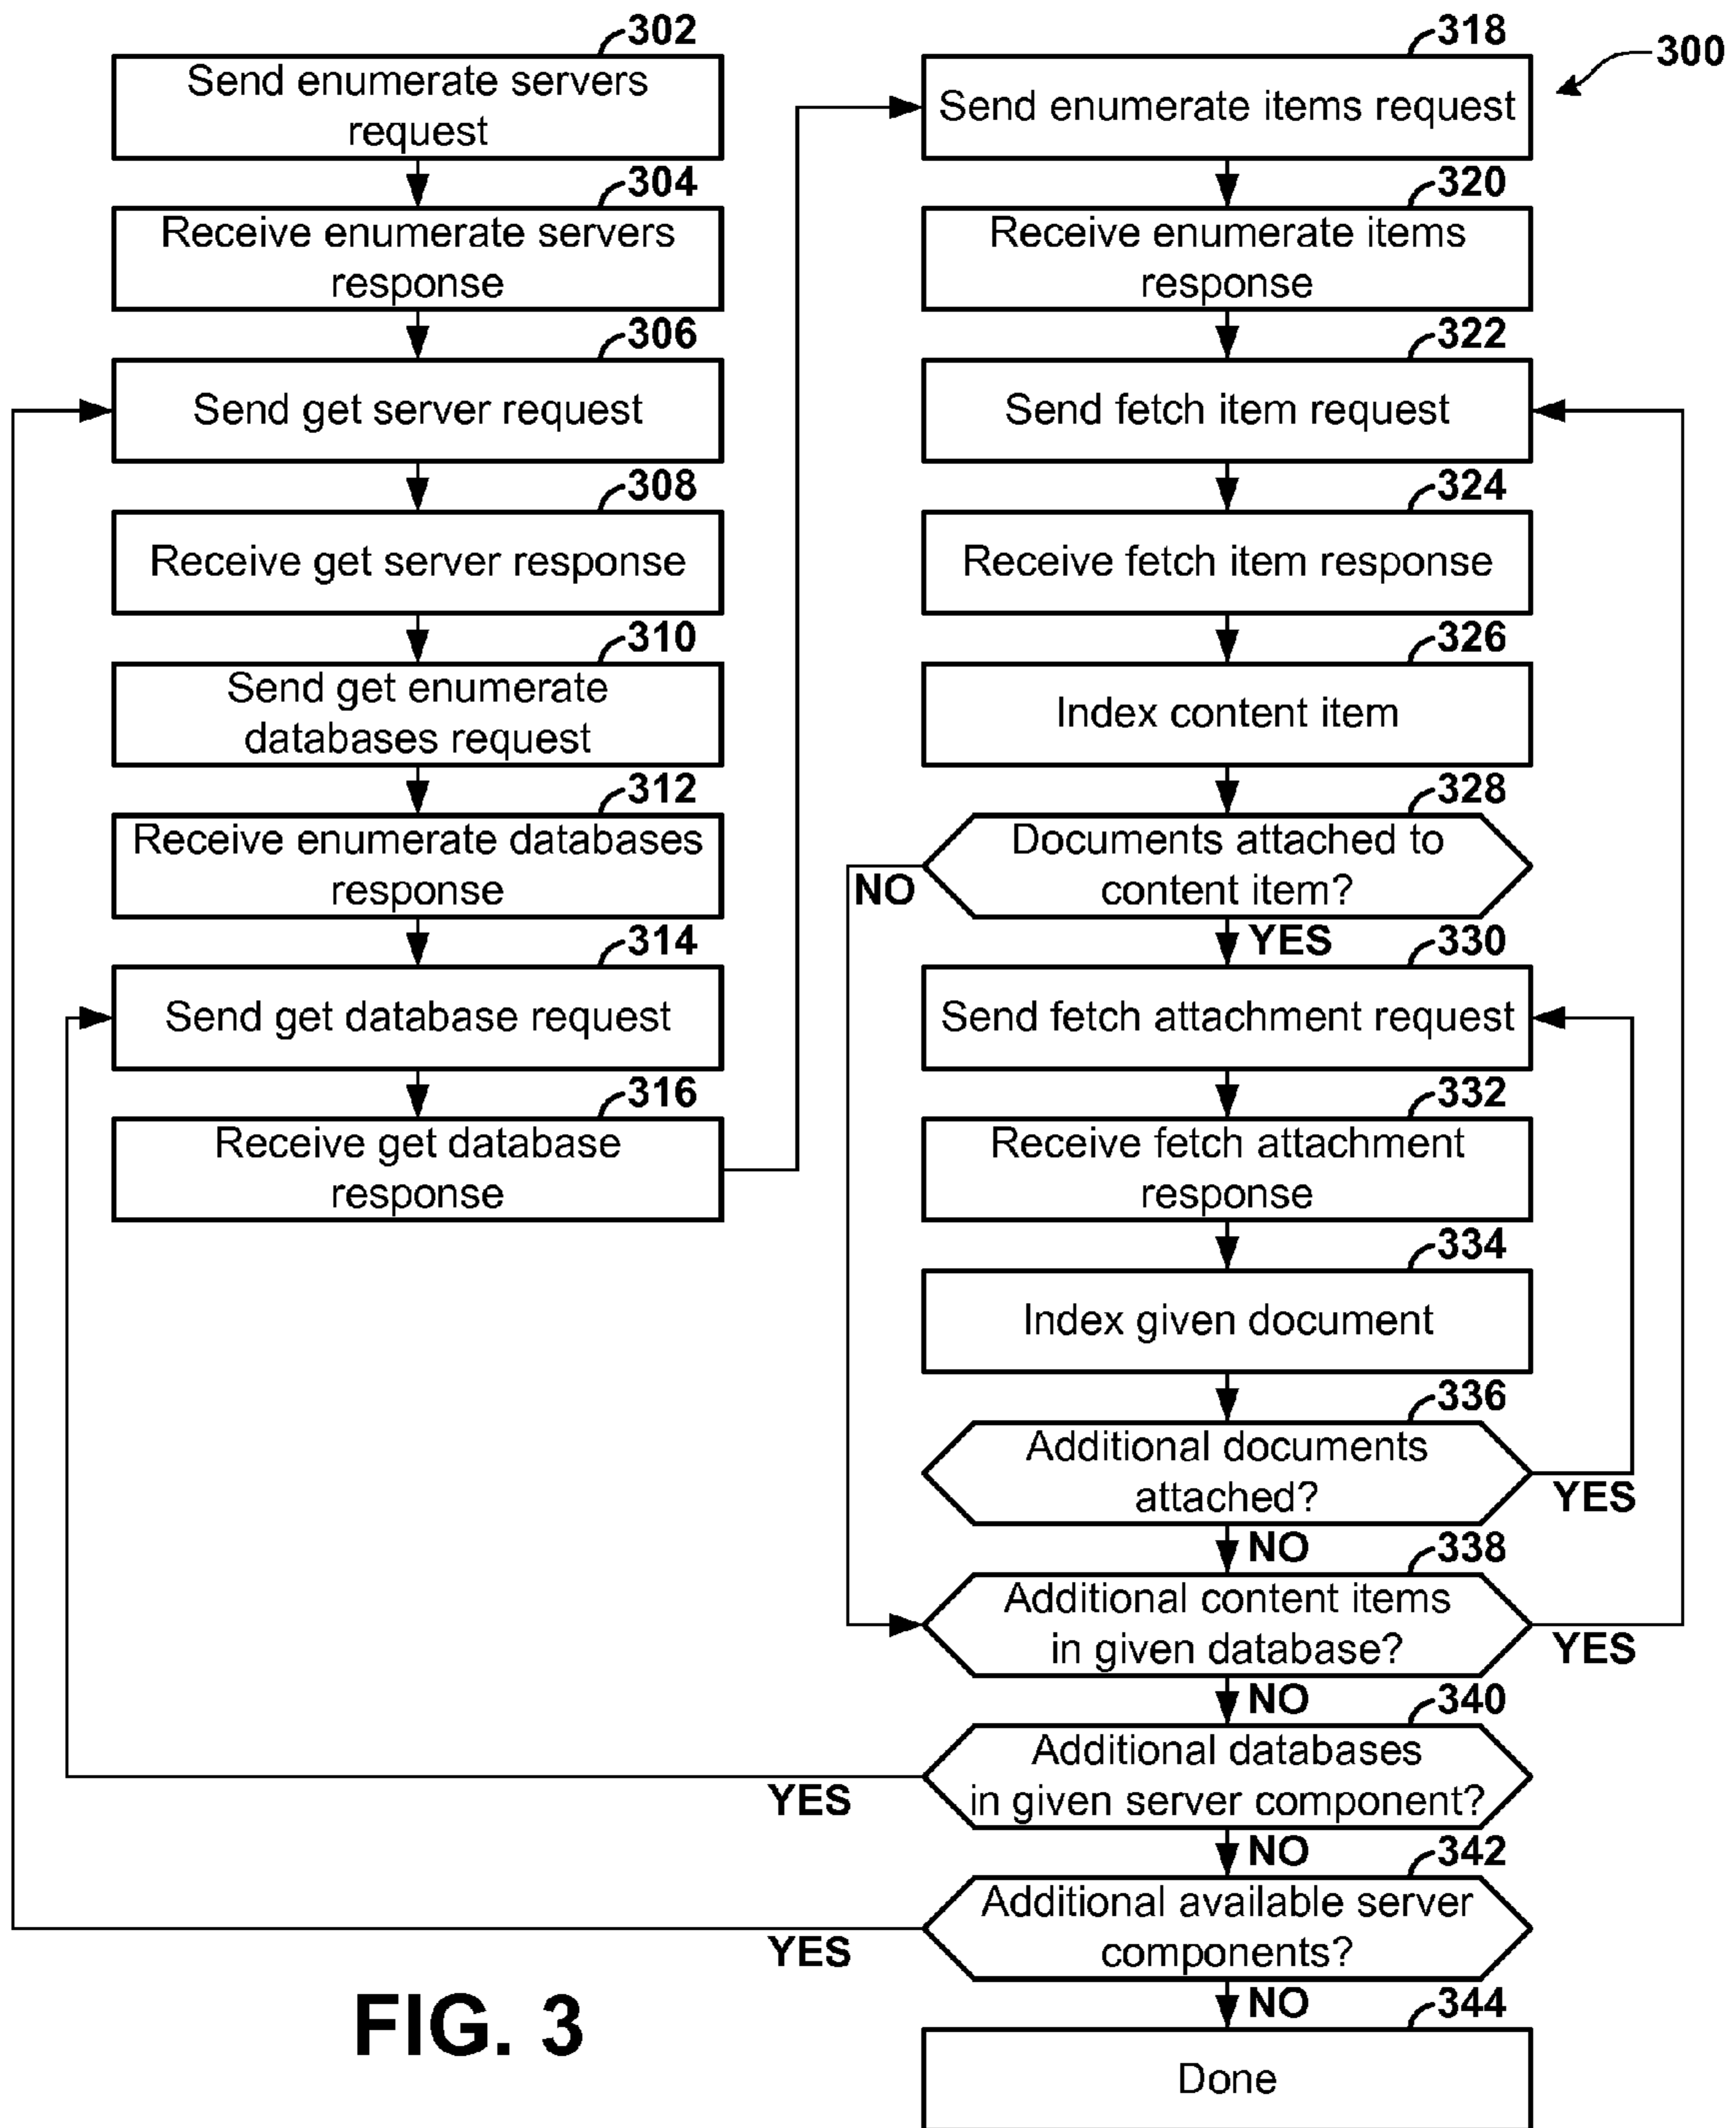 302
Send enumerate servers
request
304
Receive enumerate servers
response
306
Send get server request
308
Receive get server response
310
Send get enumerate
databases request
312
Receive enumerate databases
response
314
Send get database request
316
Receive get database
response
300
318
Send enumerate items request
320
Receive enumerate items
response
322
Send fetch item request
324
Receive fetch item response
326
Index content item
328
Documents attached to
content item?
NO
YES
330
Send fetch attachment request
332
Receive fetch attachment
response
334
Index given document
336
Additional documents
attached?
YES
NO
338
Additional content items
in given database?
YES
NO
340
Additional databases
in given server component?
YES
NO
342
Additional available server
components?
YES
NO
344
Done
FIG. 3